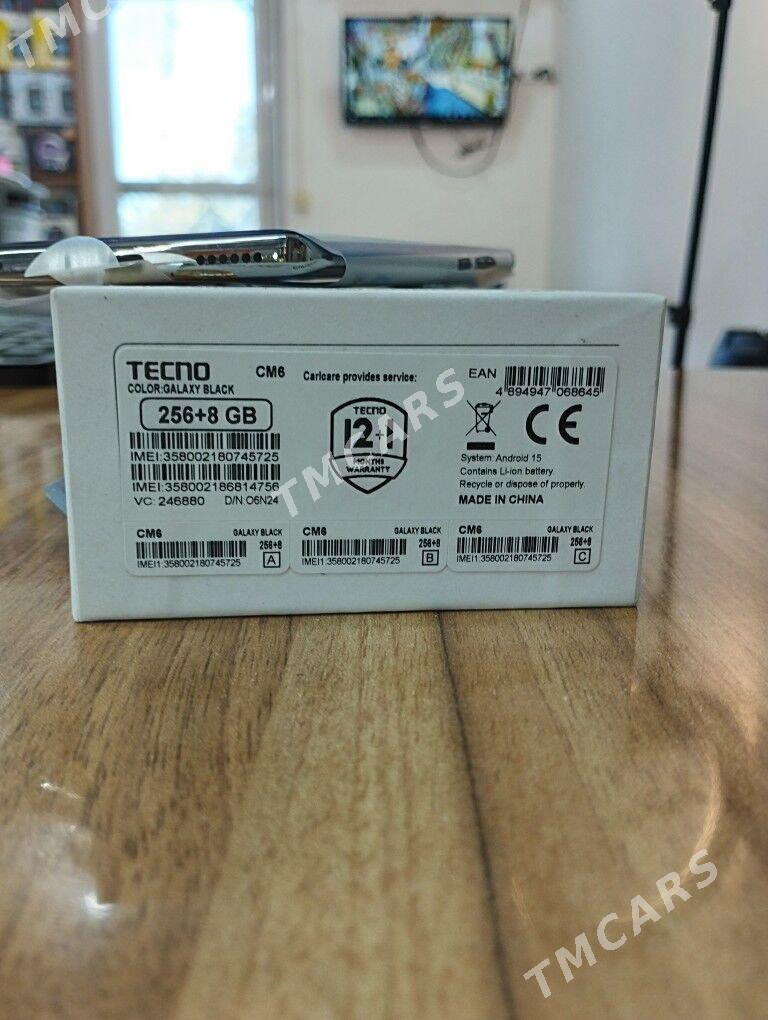 TMCARS
TECNO
CM6
Carlcare provides service:
EAN
4 894947 068645
COLOR:GALAXY BLACK
256+8 GB
TECNO
12+1
MONTHS
WARRANTY
CE
IMEI:358002180745725
IMEI:358002186814756
VC: 246880 D/N:O6N24
System: Android 15
Contains Li-ion battery.
Recycle or dispose of properly.
MADE IN CHINA
TMCARS
CM6 GALAXY BLACK
256+8
IMEI1:358002180745725 A
CM6 GALAXY BLACK
256+8
IMEI1:358002180745725 B
CM6 GALAXY BLACK
256+8
IMEI1:358002180745725 C
TMCARS